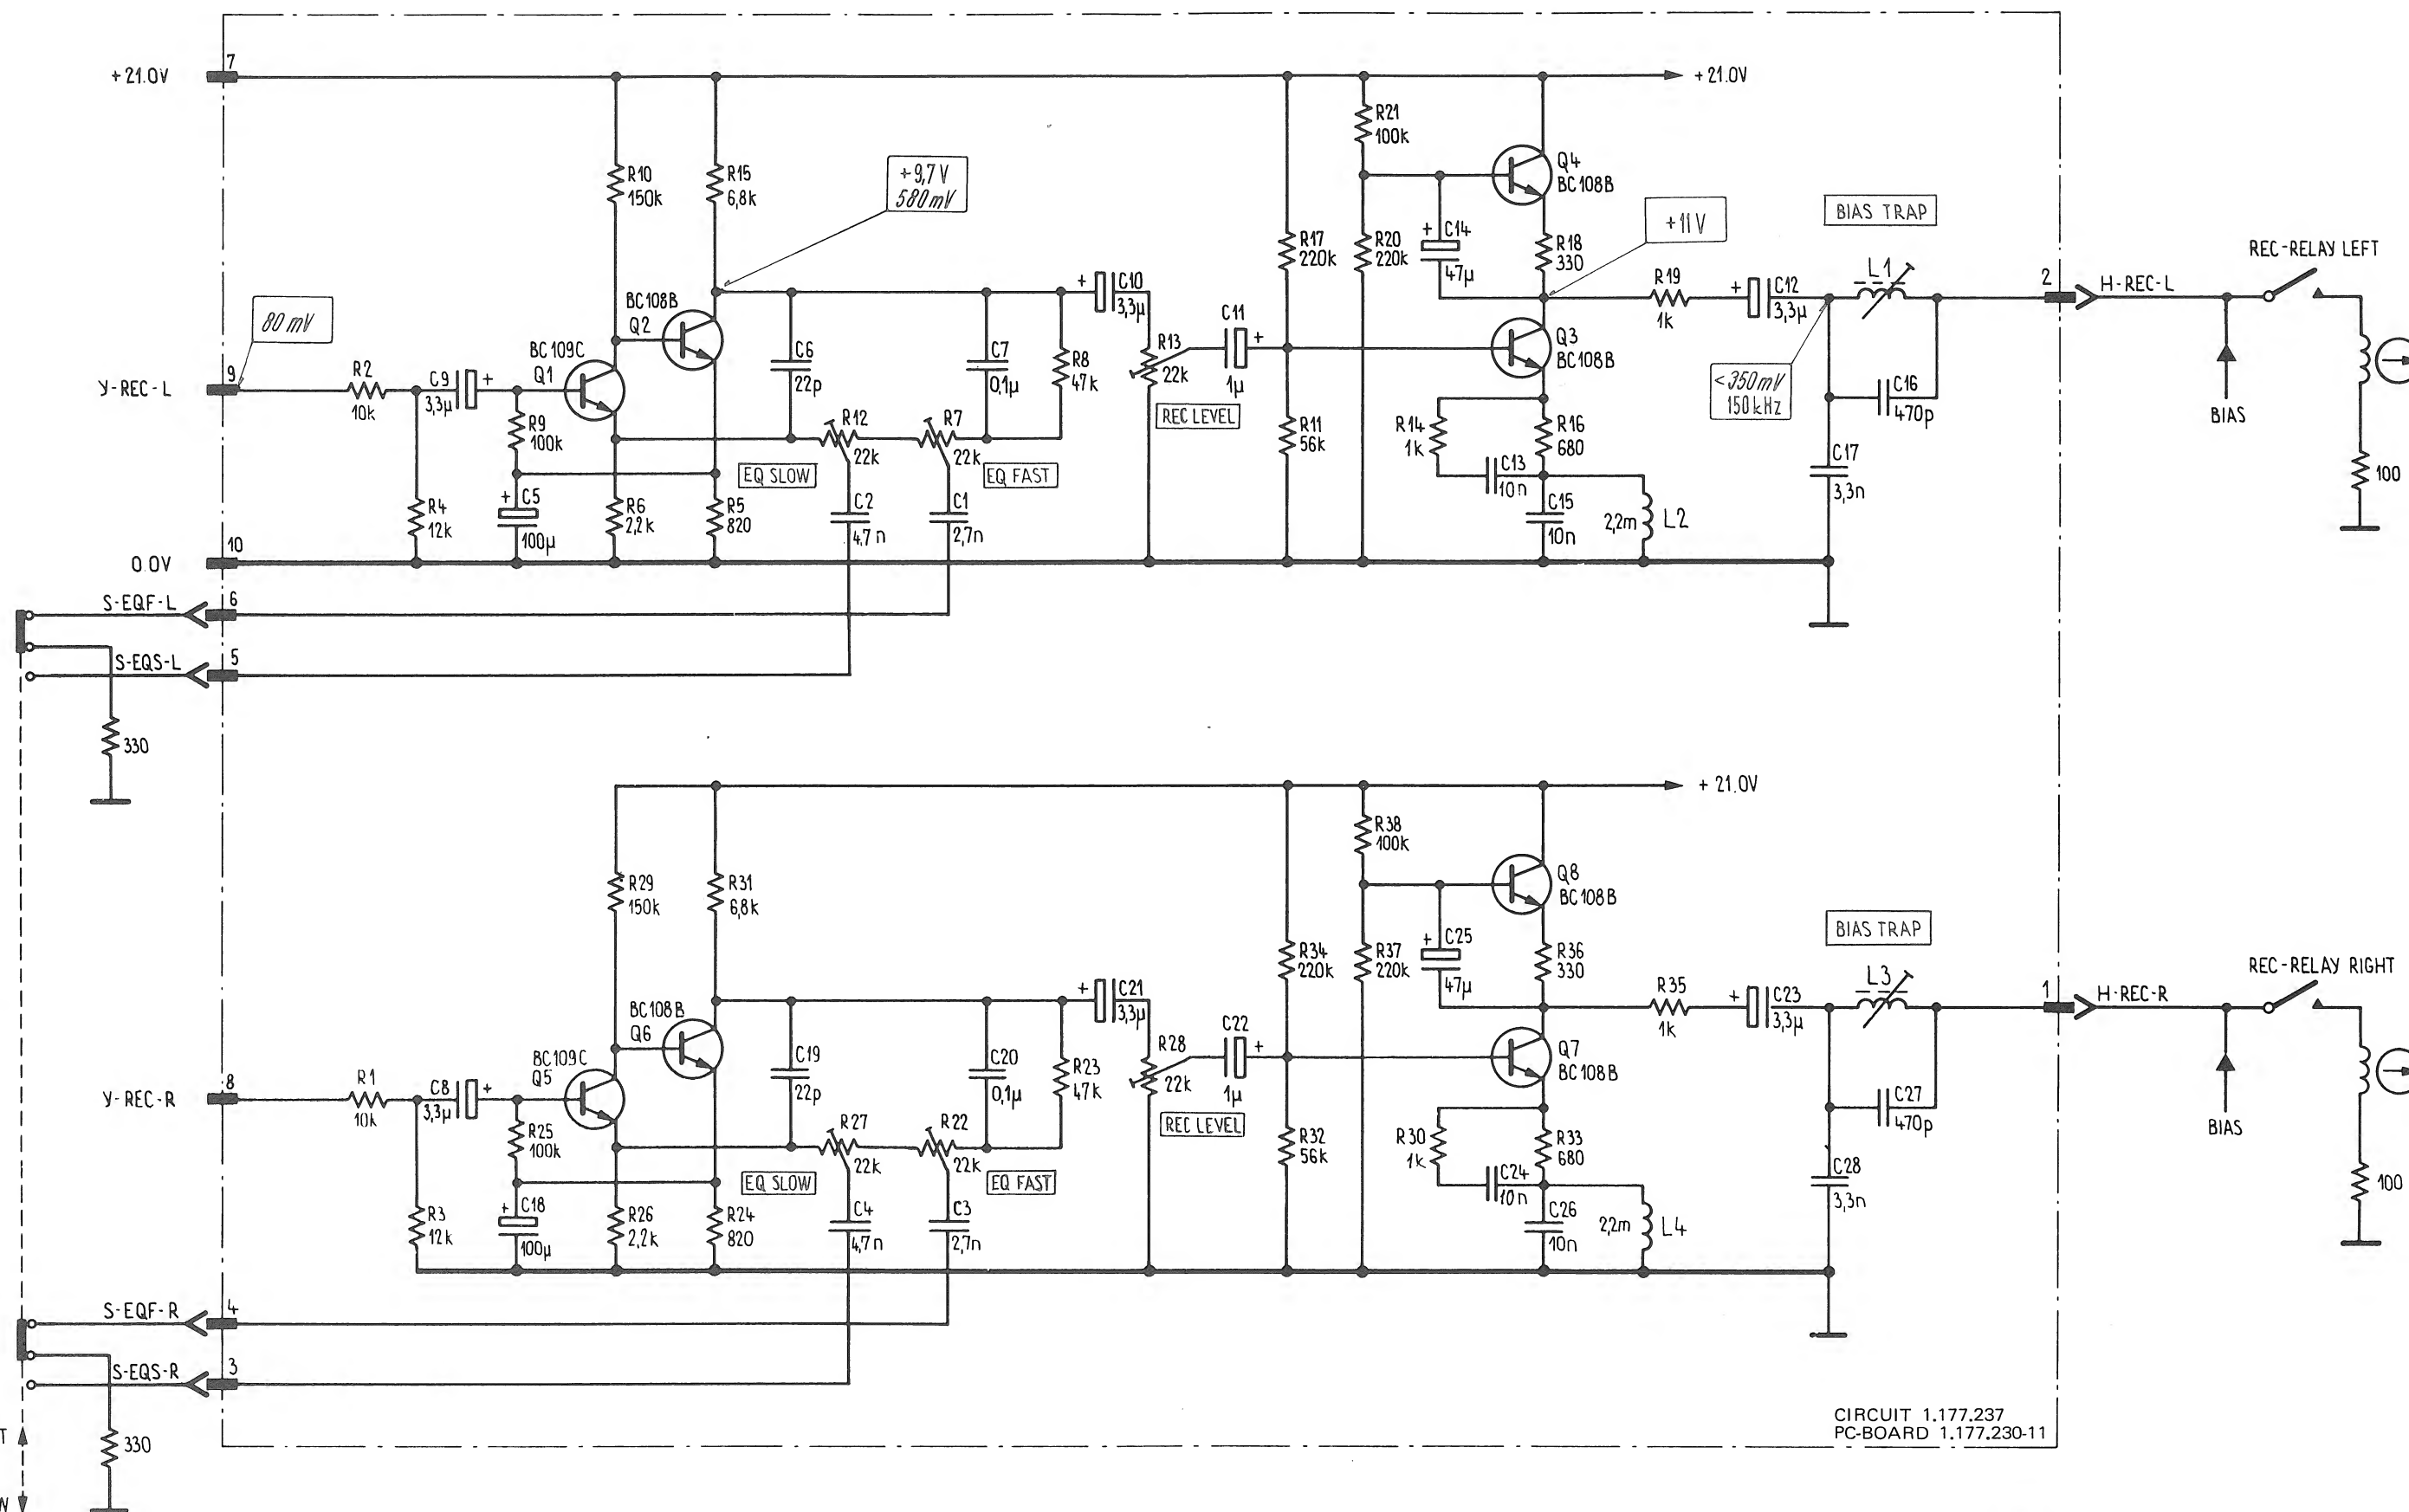 7
+21.0V
+21.0V
R10
150k
R15
6,8k
+9,7V
580mV
R21
100k
Q4
BC108B
R17
220k
R20
220k
+ C14
47µ
R18
330
+11V
BIAS TRAP
REC-RELAY LEFT
80mV
BC108B
Q2
BC109C
Q1
+ C10
3,3µ
C11
+
1µ
R13
22k
REC LEVEL
Q3
BC108B
R19
1k
+ C12
3,3µ
L1
2
H-REC-L
<350mV
150kHz
C16
470p
BIAS
9
Y-REC-L
R2
10k
C9
+
3,3µ
R9
100k
C6
22p
C7
0,1µ
R8
47k
R12
22k
R7
22k
EQ SLOW
EQ FAST
R11
56k
R14
1k
R16
680
C13
10n
C15
10n
2,2m
L2
C17
3,3n
100
R4
12k
+ C5
100µ
R6
2,2k
R5
820
C2
4,7n
C1
2,7n
10
0.0V
S-EQF-L
6
S-EQS-L
5
330
+21.0V
R29
150k
R31
6,8k
R38
100k
Q8
BC108B
R34
220k
R37
220k
+ C25
47µ
R36
330
BIAS TRAP
REC-RELAY RIGHT
BC108B
Q6
BC109C
Q5
+ C21
3,3µ
C22
+
1µ
R28
22k
REC LEVEL
Q7
BC108B
R35
1k
+ C23
3,3µ
L3
1
H-REC-R
C27
470p
BIAS
8
Y-REC-R
R1
10k
C8
+
3,3µ
R25
100k
C19
22p
C20
0,1µ
R23
47k
R27
22k
R22
22k
EQ SLOW
EQ FAST
R32
56k
R30
1k
R33
680
C24
10n
C26
10n
2,2m
L4
C28
3,3n
100
R3
12k
+ C18
100µ
R26
2,2k
R24
820
C4
4,7n
C3
2,7n
S-EQF-R
4
S-EQS-R
3
330
T
N
CIRCUIT 1.177.237
PC-BOARD 1.177.230-11